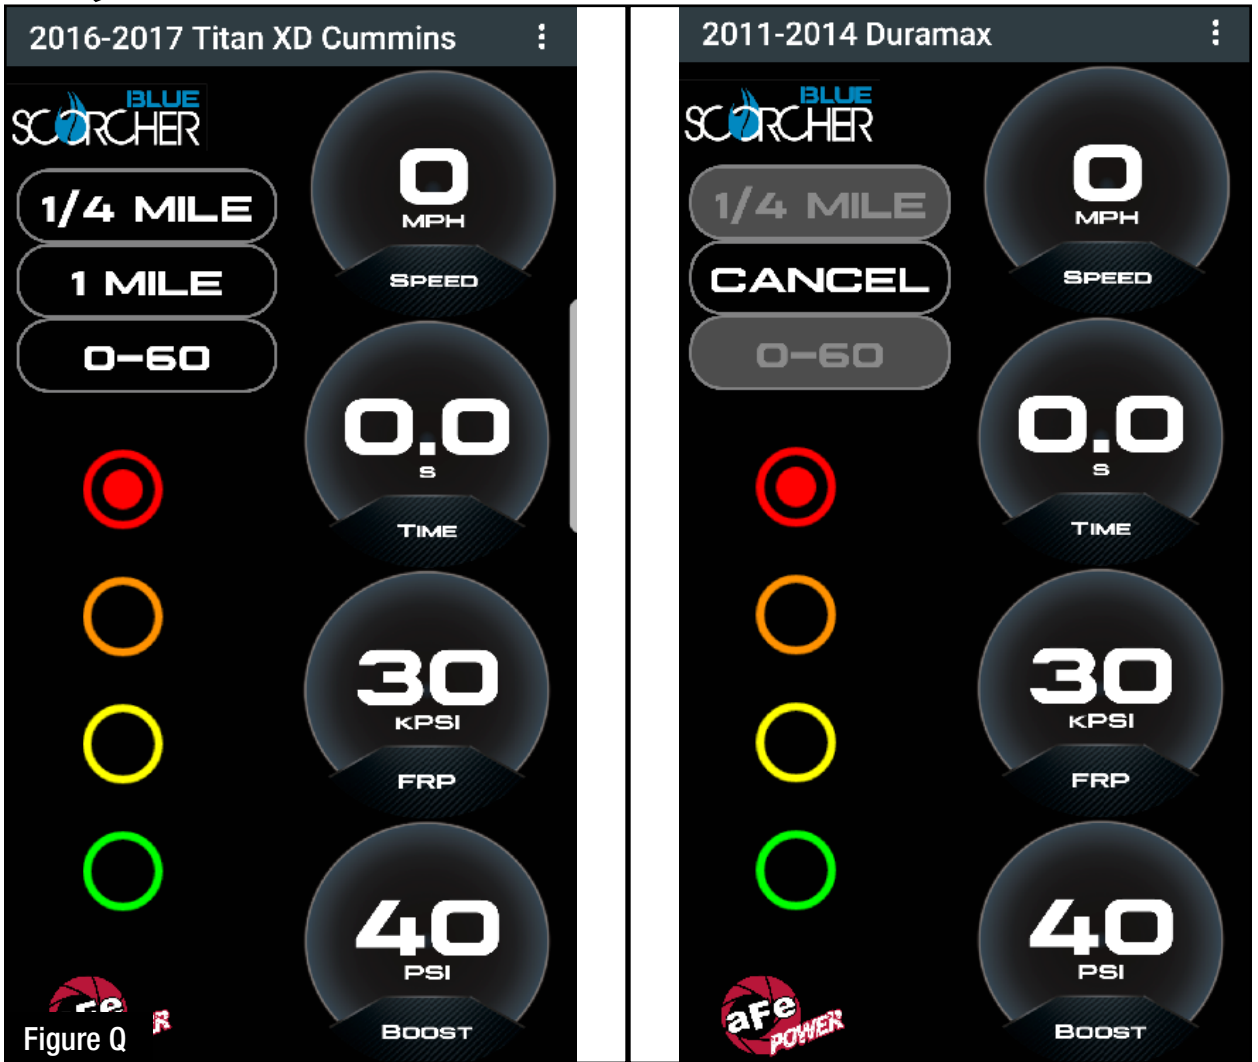 2016-2017 Titan XD Cummins
BLUE
SCORCHER
1/4 MILE
1 MILE
0-60
0
MPH
SPEED
0.0
S
TIME
30
KPSI
FRP
40
PSI
BOOST
aFe
R
Figure Q
2011-2014 Duramax
BLUE
SCORCHER
1/4 MILE
CANCEL
0-60
0
MPH
SPEED
0.0
S
TIME
30
KPSI
FRP
40
PSI
BOOST
aFe
POWER